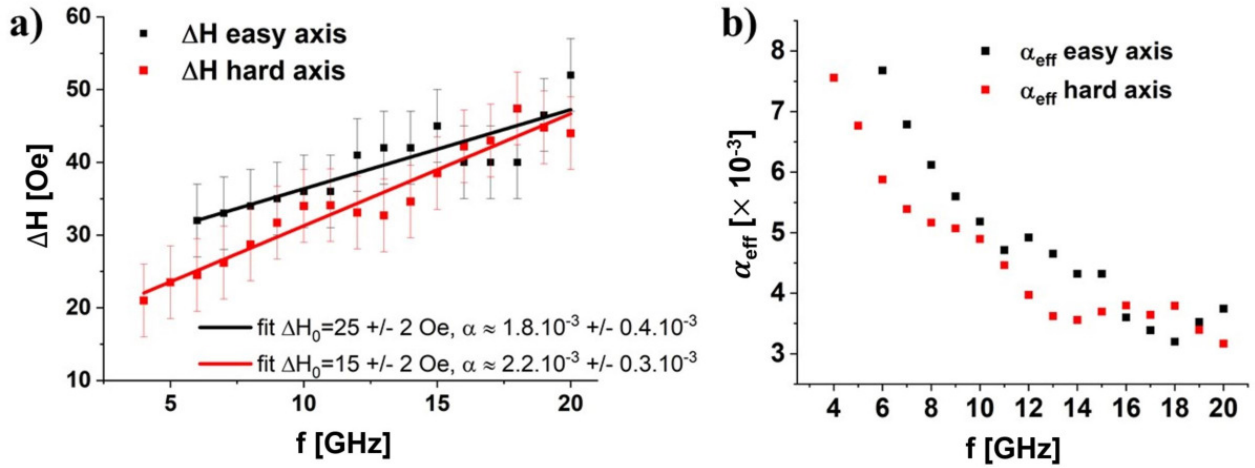 a)
ΔH [Oe]
60
50
40
30
20
10
ΔH easy axis
ΔH hard axis
fit ΔH₀=25 +/- 2 Oe, α ≈ 1.8.10⁻³ +/- 0.4.10⁻³
fit ΔH₀=15 +/- 2 Oe, α ≈ 2.2.10⁻³ +/- 0.3.10⁻³
5 10 15 20
f [GHz]
b)
α_eff [× 10⁻³]
8
7
6
5
4
3
α_eff easy axis
α_eff hard axis
4 6 8 10 12 14 16 18 20
f [GHz]